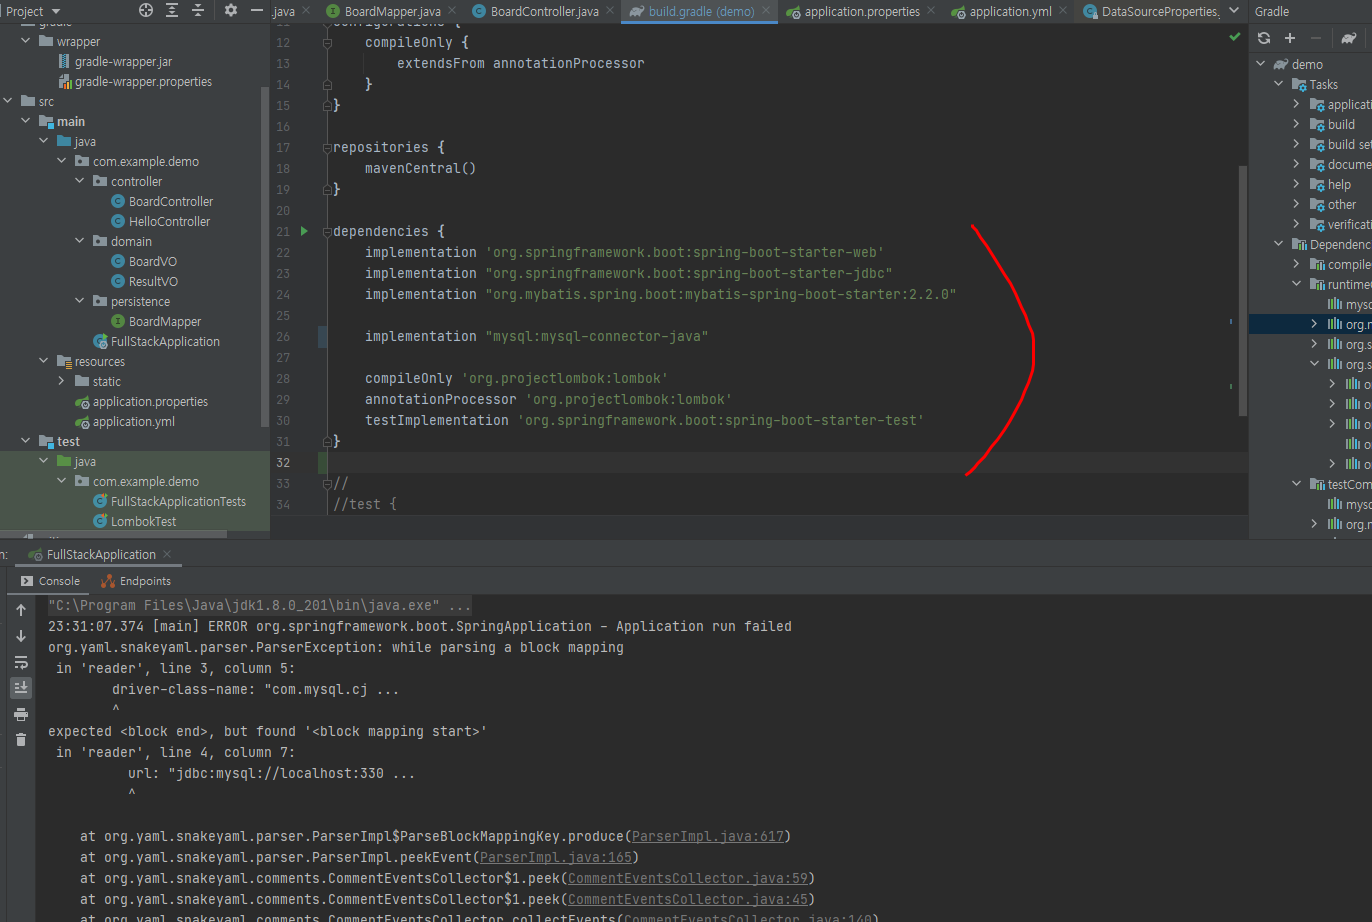 Project
.java
BoardMapper.java
BoardController.java
build.gradle (demo)
application.properties
application.yml
DataSourceProperties.
Gradle
gradle
wrapper
gradle-wrapper.jar
gradle-wrapper.properties
src
main
java
com.example.demo
controller
BoardController
HelloController
domain
BoardVO
ResultVO
persistence
BoardMapper
FullStackApplication
resources
static
application.properties
application.yml
test
java
com.example.demo
FullStackApplicationTests
LombokTest
configurations {
12 compileOnly {
13 extendsFrom annotationProcessor
14 }
15 }
16
17 repositories {
18 mavenCentral()
19 }
20
21 dependencies {
22 implementation 'org.springframework.boot:spring-boot-starter-web'
23 implementation "org.springframework.boot:spring-boot-starter-jdbc"
24 implementation "org.mybatis.spring.boot:mybatis-spring-boot-starter:2.2.0"
25
26 implementation "mysql:mysql-connector-java"
27
28 compileOnly 'org.projectlombok:lombok'
29 annotationProcessor 'org.projectlombok:lombok'
30 testImplementation 'org.springframework.boot:spring-boot-starter-test'
31 }
32
33 //
34 //test {
demo
Tasks
applicati
build
build set
docume
help
other
verificati
Dependenc
compile
runtime
mysq
org.m
org.s
org.s
o
o
o
o
o
testCom
mysq
org.m
n:
FullStackApplication
Console
Endpoints
"C:\Program Files\Java\jdk1.8.0_201\bin\java.exe" ...
23:31:07.374 [main] ERROR org.springframework.boot.SpringApplication - Application run failed
org.yaml.snakeyaml.parser.ParserException: while parsing a block mapping
in 'reader', line 3, column 5:
driver-class-name: "com.mysql.cj ...
^
expected <block end>, but found '<block mapping start>'
in 'reader', line 4, column 7:
url: "jdbc:mysql://localhost:330 ...
^
at org.yaml.snakeyaml.parser.ParserImpl$ParseBlockMappingKey.produce(ParserImpl.java:617)
at org.yaml.snakeyaml.parser.ParserImpl.peekEvent(ParserImpl.java:165)
at org.yaml.snakeyaml.comments.CommentEventsCollector$1.peek(CommentEventsCollector.java:59)
at org.yaml.snakeyaml.comments.CommentEventsCollector$1.peek(CommentEventsCollector.java:45)
at org.yaml.snakeyaml.comments.CommentEventsCollector.collectEvents(CommentEventsCollector.java:140)